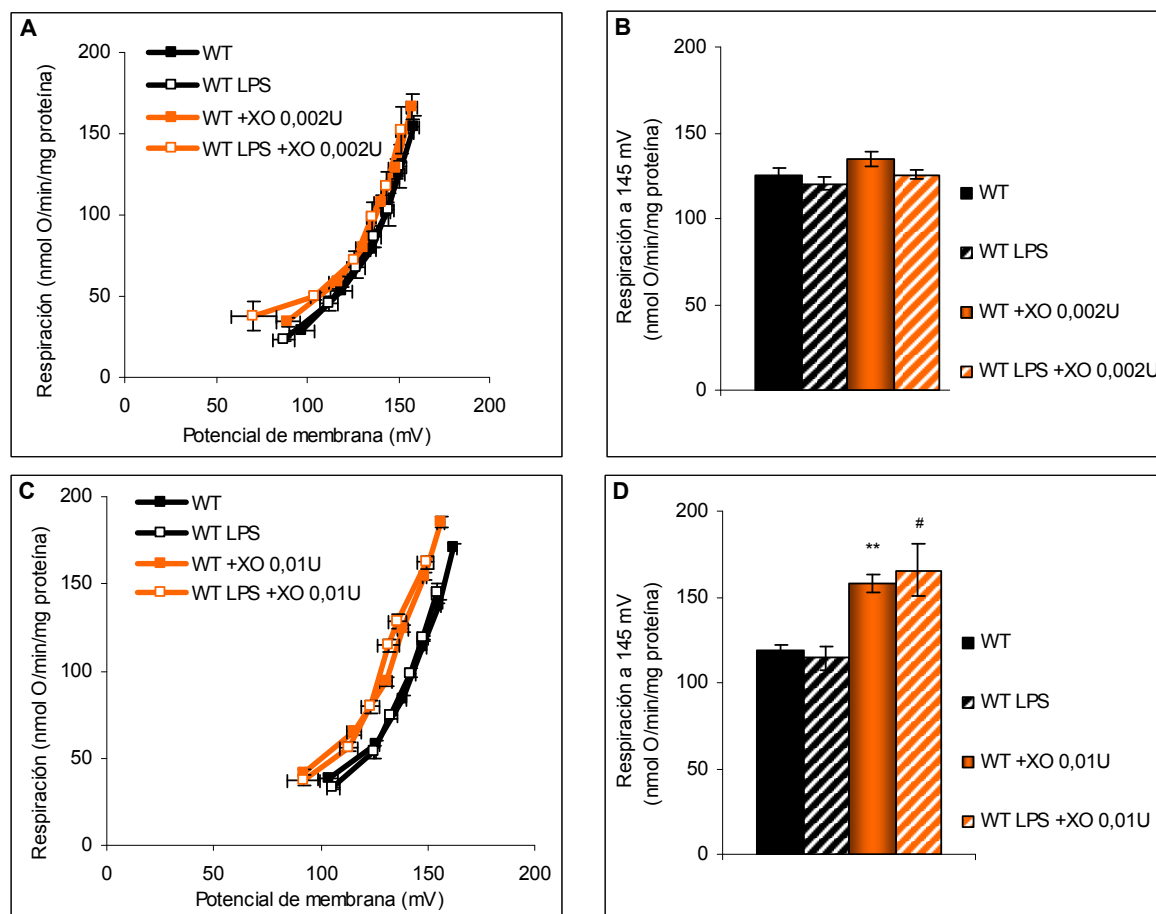 A
WT
WT LPS
WT +XO 0,002U
WT LPS +XO 0,002U
Respiración (nmol O/min/mg proteína)
200
150
100
50
0
0 50 100 150 200
Potencial de membrana (mV)
B
Respiración a 145 mV
(nmol O/min/mg proteína)
200
150
100
50
0
WT
WT LPS
WT +XO 0,002U
WT LPS +XO 0,002U
C
WT
WT LPS
WT +XO 0,01U
WT LPS +XO 0,01U
Respiración (nmol O/min/mg proteína)
200
150
100
50
0
0 50 100 150 200
Potencial de membrana (mV)
D
Respiración a 145 mV
(nmol O/min/mg proteína)
200
150
100
50
0
**
#
WT
WT LPS
WT +XO 0,01U
WT LPS +XO 0,01U